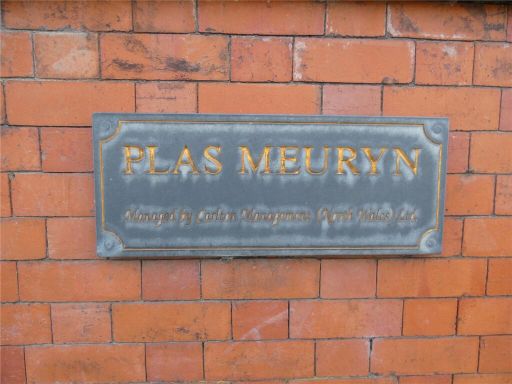 PLAS MEURYN
Managed by Carlton Management (North Wales) Ltd.